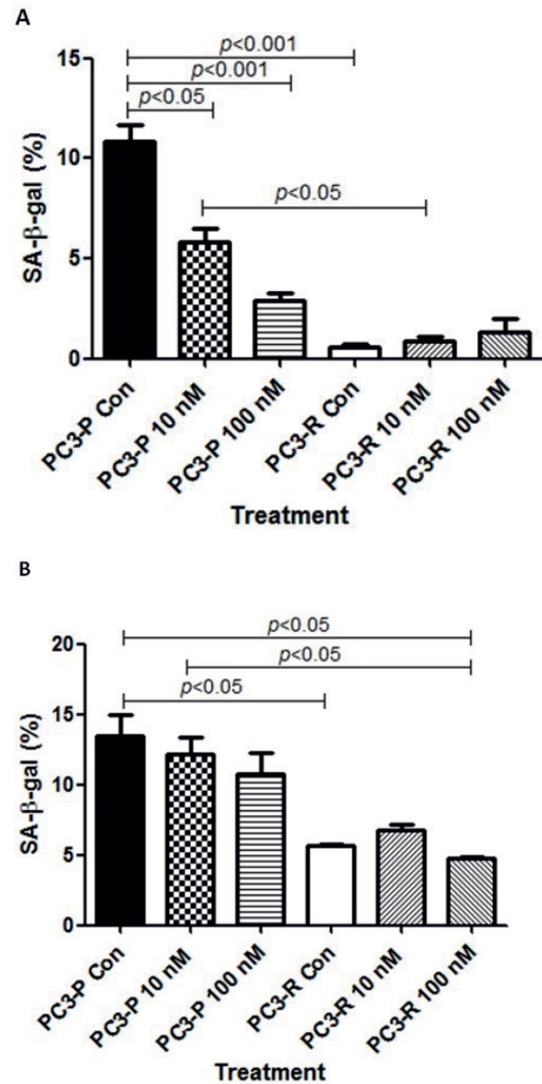 A
p<0.001
p<0.001
p<0.05
p<0.05
15
10
5
0
SA-β-gal (%)
PC3-P Con
PC3-P 10 nM
PC3-P 100 nM
PC3-R Con
PC3-R 10 nM
PC3-R 100 nM
Treatment
B
p<0.05
p<0.05
p<0.05
20
15
10
5
0
SA-β-gal (%)
PC3-P Con
PC3-P 10 nM
PC3-P 100 nM
PC3-R Con
PC3-R 10 nM
PC3-R 100 nM
Treatment